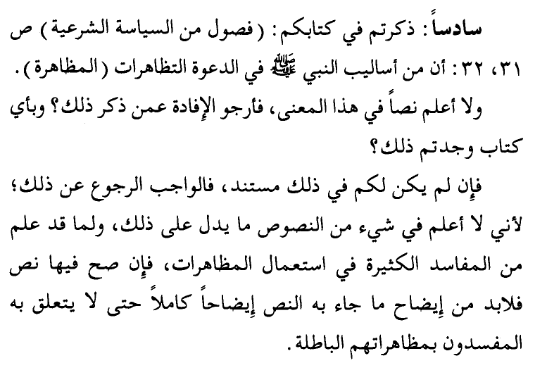 سادساً: ذكرتم في كتابكم: (فصول من السياسة الشرعية) ص
٣١، ٣٢: أن من أساليب النبي ﷺ في الدعوة التظاهرات (المظاهرة).
ولا أعلم نصاً في هذا المعنى، فأرجو الإفادة عمن ذكر ذلك؟ وبأي
كتاب وجدتم ذلك؟
فإن لم يكن لكم في ذلك مستند، فالواجب الرجوع عن ذلك؛
لأني لا أعلم في شيء من النصوص ما يدل على ذلك، ولما قد علم
من المفاسد الكثيرة في استعمال المظاهرات، فإن صح فيها نص
فلابد من إيضاح ما جاء به النص إيضاحاً كاملاً حتى لا يتعلق به
المفسدون بمظاهراتهم الباطلة.